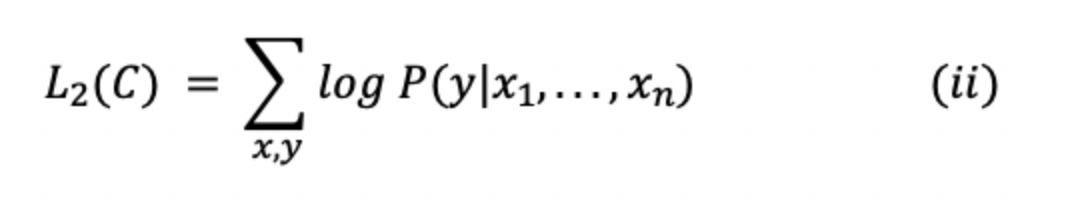 L₂(C) = ∑ log P(y|x₁,…,xₙ) (ii)
x,y